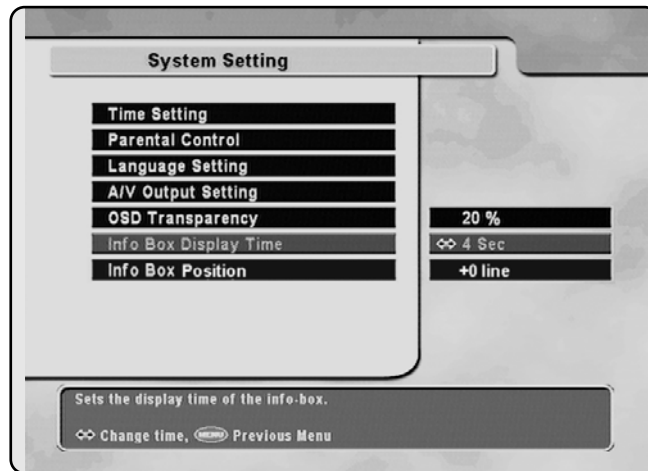 System Setting
Time Setting
Parental Control
Language Setting
A/V Output Setting
OSD Transparency 20 %
Info Box Display Time ⇔ 4 Sec
Info Box Position +0 line
Sets the display time of the info-box.
⇔ Change time, MENU Previous Menu